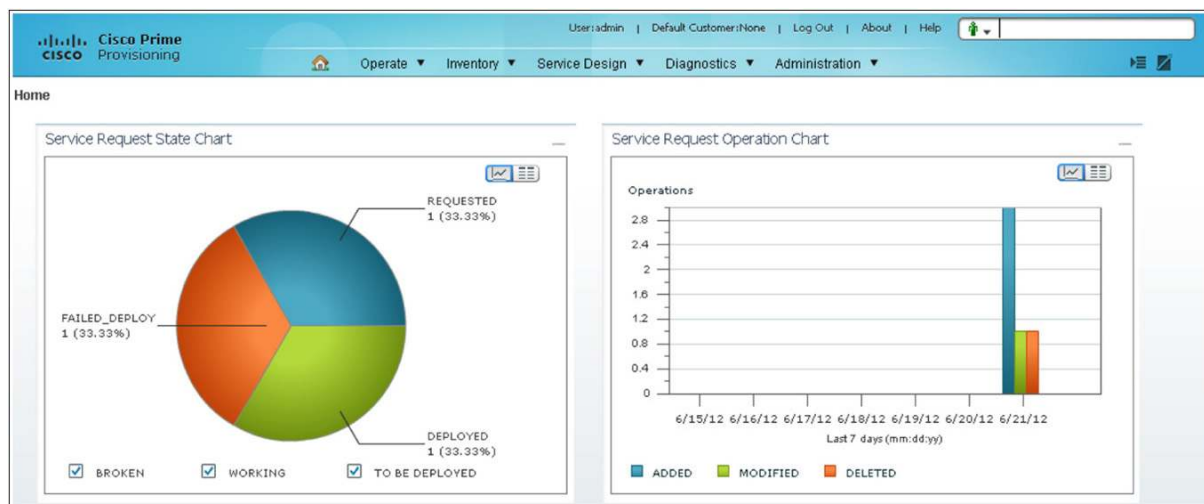 User:admin | Default Customer:None | Log Out | About | Help
Cisco Prime
CISCO Provisioning
Operate ▼ Inventory ▼ Service Design ▼ Diagnostics ▼ Administration ▼
Home
Service Request State Chart
REQUESTED
1 (33.33%)
FAILED_DEPLOY
1 (33.33%)
DEPLOYED
1 (33.33%)
BROKEN WORKING TO BE DEPLOYED
Service Request Operation Chart
Operations
2.8
2.4
2
1.6
1.2
0.8
0.4
0
6/15/12 6/16/12 6/17/12 6/18/12 6/19/12 6/20/12 6/21/12
Last 7 days (mm:dd:yy)
ADDED MODIFIED DELETED